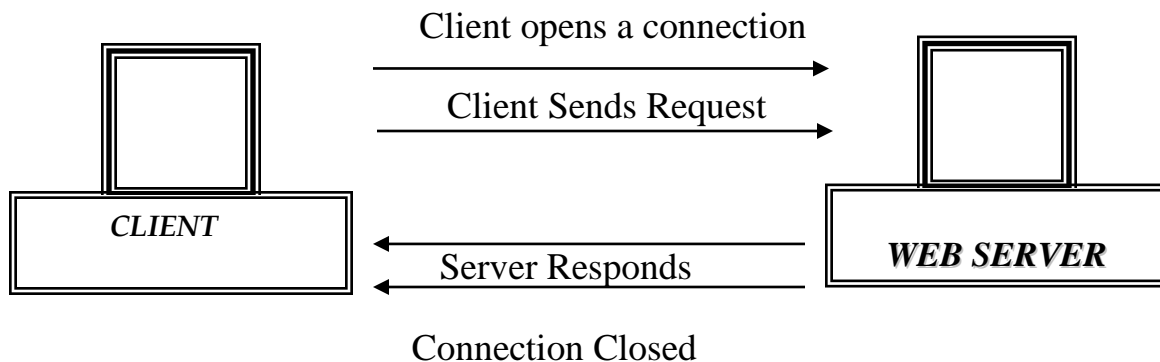 Client opens a connection
Client Sends Request
CLIENT
WEB SERVER
Server Responds
Connection Closed